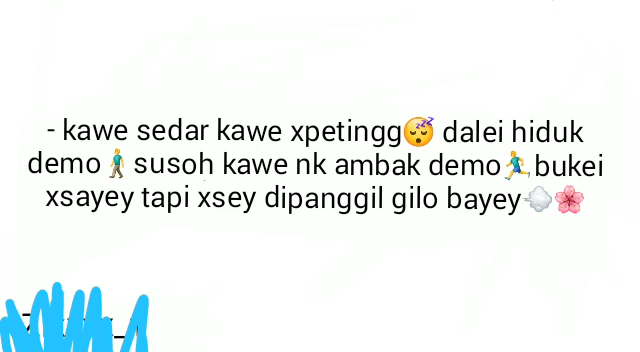 - kawe sedar kawe xpetingg😴 dalei hiduk
demo🚶‍♂️susoh kawe nk ambak demo🏃‍♂️bukei
xsayey tapi xsey dipanggil gilo bayey💨🌸